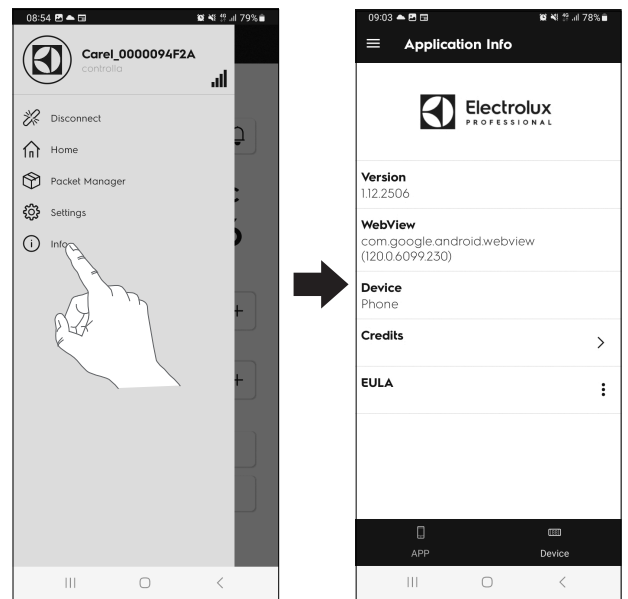 08:54
79%
Carel_0000094F2A
controlla
Disconnect
Home
Packet Manager
Settings
Info
09:03
78%
Application Info
Electrolux
PROFESSIONAL
Version
1.12.2506
WebView
com.google.android.webview
(120.0.6099.230)
Device
Phone
Credits
EULA
APP
Device